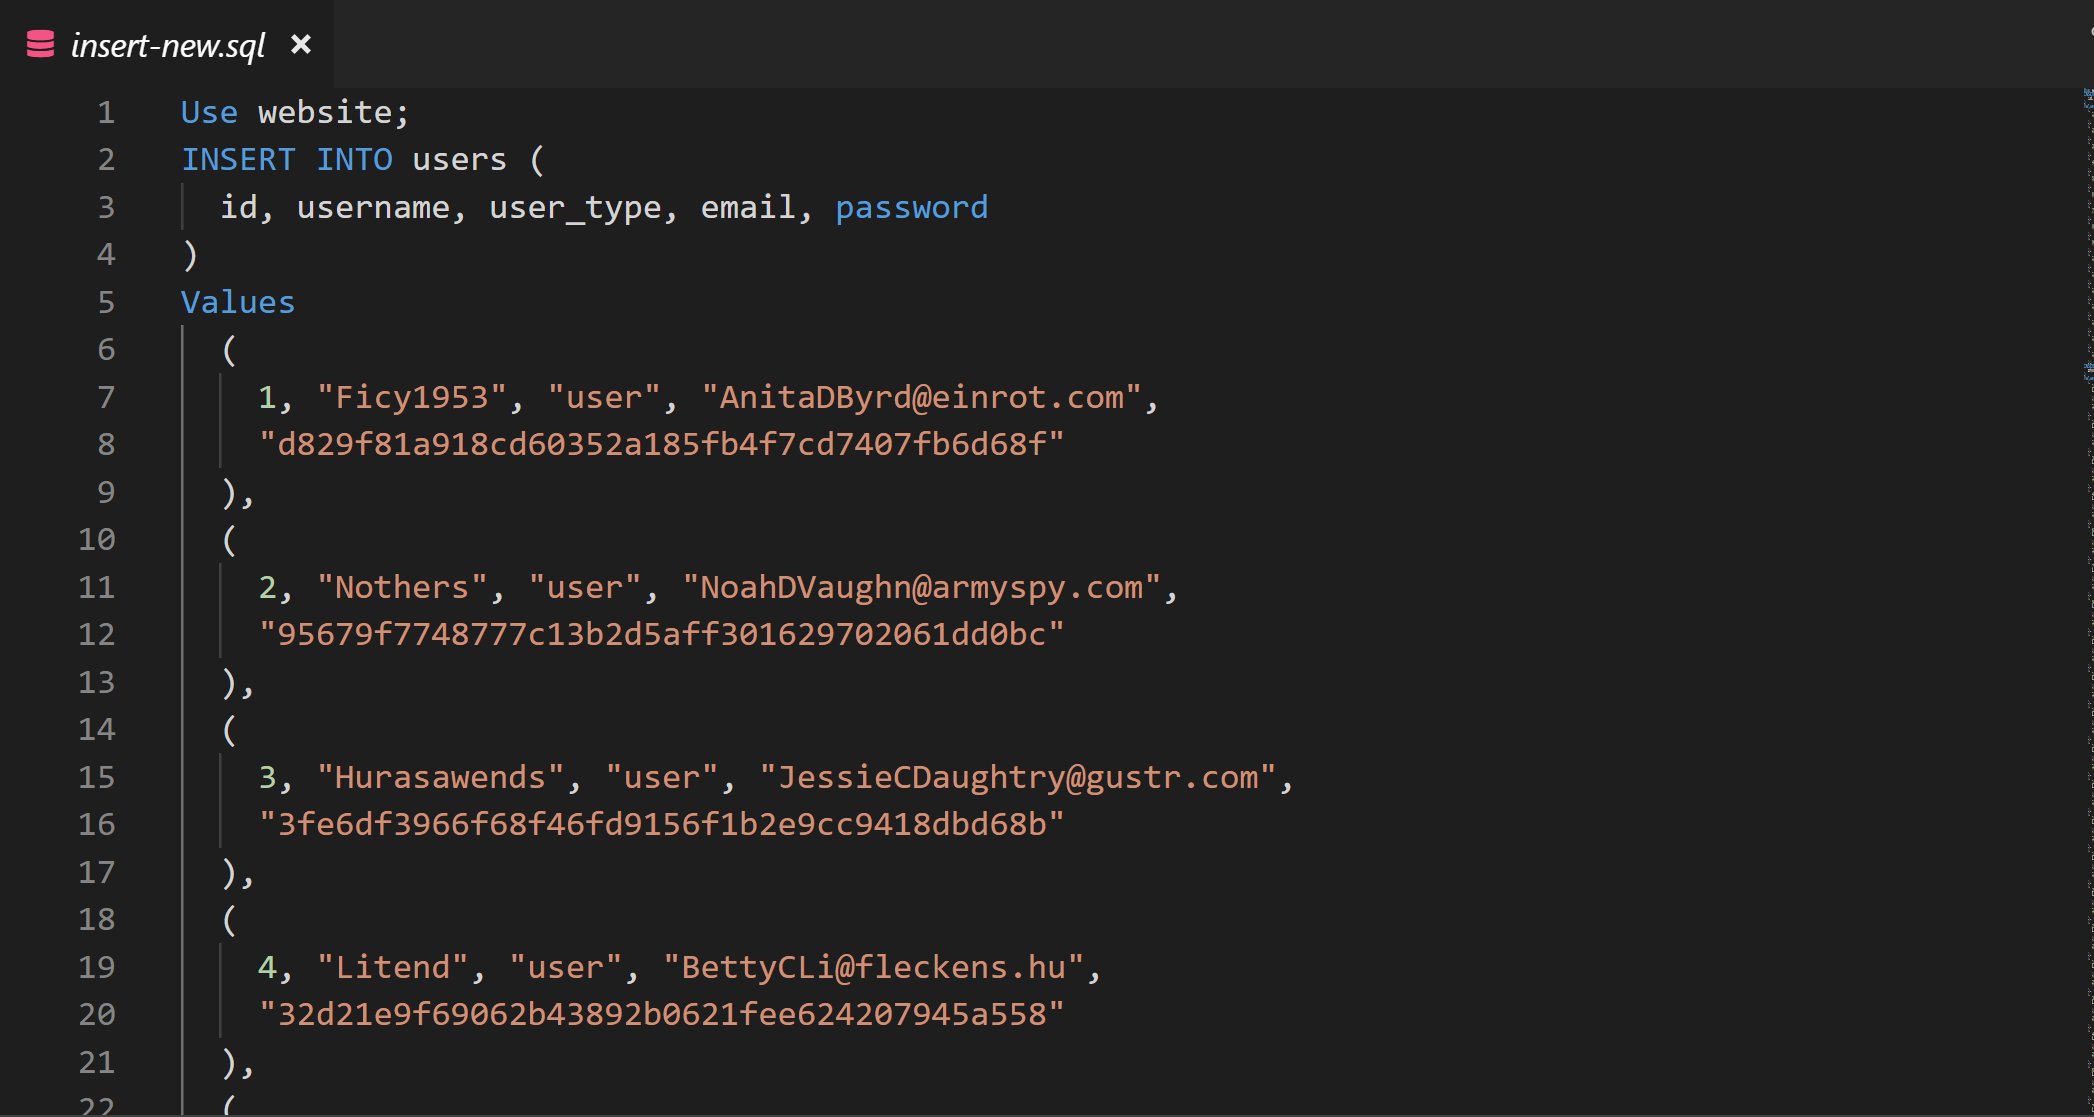 insert-new.sql ×
1 Use website;
2 INSERT INTO users (
3 id, username, user_type, email, password
4 )
5 Values
6 (
7 1, "Ficy1953", "user", "AnitaDByrd@einrot.com",
8 "d829f81a918cd60352a185fb4f7cd7407fb6d68f"
9 ),
10 (
11 2, "Nothers", "user", "NoahDVaughn@armyspy.com",
12 "95679f7748777c13b2d5aff301629702061dd0bc"
13 ),
14 (
15 3, "Hurasawends", "user", "JessieCDaughtry@gustr.com",
16 "3fe6df3966f68f46fd9156f1b2e9cc9418dbd68b"
17 ),
18 (
19 4, "Litend", "user", "BettyCLi@fleckens.hu",
20 "32d21e9f69062b43892b0621fee624207945a558"
21 ),
22 (